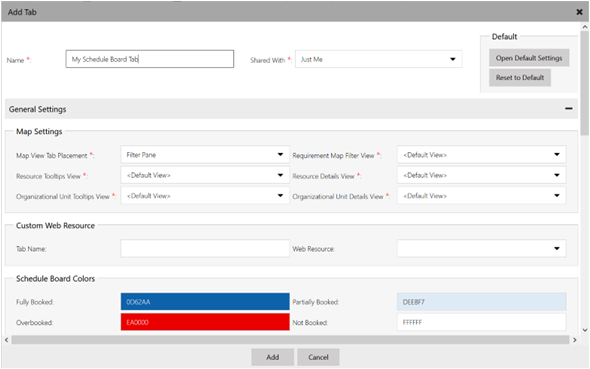 Add Tab
Default
Name * My Schedule Board Tab Shared With * Just Me Open Default Settings
Reset to Default
General Settings
Map Settings
Map View Tab Placement *: Filter Pane Requirement Map Filter View *: <Default View>
Resource Tooltips View *: <Default View> Resource Details View *: <Default View>
Organizational Unit Tooltips View *: <Default View> Organizational Unit Details View *: <Default View>
Custom Web Resource
Tab Name: Web Resource:
Schedule Board Colors
Fully Booked: 0D62AA Partially Booked: DEEBF7
Overbooked: EA0000 Not Booked: FFFFFF
Add Cancel